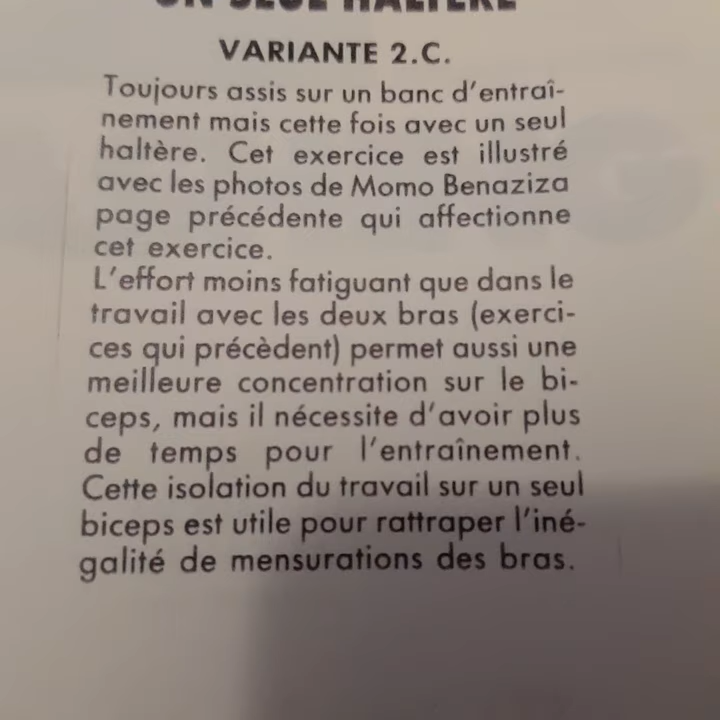 UN SEUL HALTÈRE
VARIANTE 2.C.
Toujours assis sur un banc d'entraî-
nement mais cette fois avec un seul
haltère. Cet exercice est illustré
avec les photos de Momo Benaziza
page précédente qui affectionne
cet exercice.
L'effort moins fatiguant que dans le
travail avec les deux bras (exerci-
ces qui précèdent) permet aussi une
meilleure concentration sur le bi-
ceps, mais il nécessite d'avoir plus
de temps pour l'entraînement.
Cette isolation du travail sur un seul
biceps est utile pour rattraper l'iné-
galité de mensurations des bras.